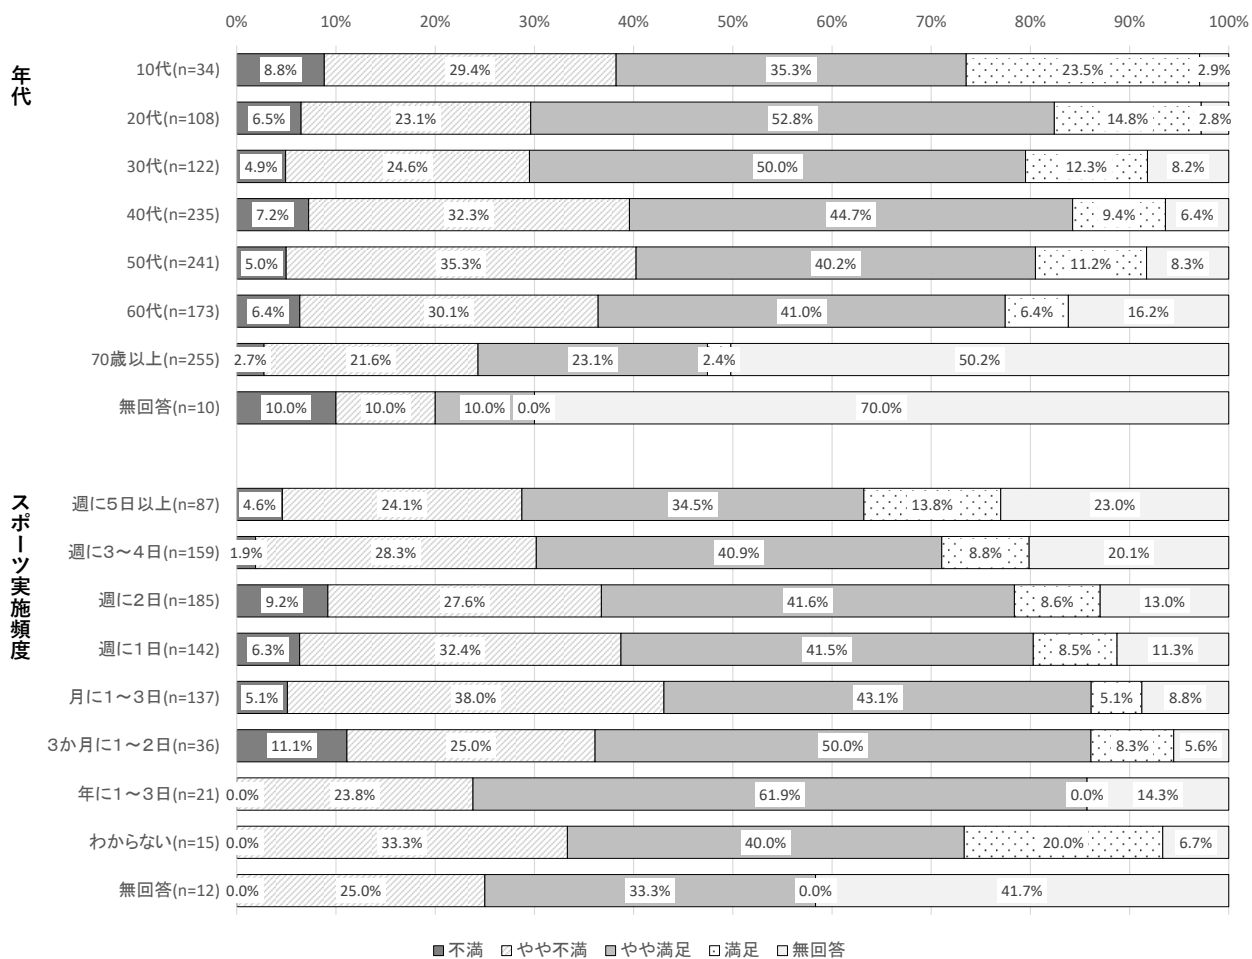 0% 10% 20% 30% 40% 50% 60% 70% 80% 90% 100%
年代
10代(n=34) 8.8% 29.4% 35.3% 23.5% 2.9%
20代(n=108) 6.5% 23.1% 52.8% 14.8% 2.8%
30代(n=122) 4.9% 24.6% 50.0% 12.3% 8.2%
40代(n=235) 7.2% 32.3% 44.7% 9.4% 6.4%
50代(n=241) 5.0% 35.3% 40.2% 11.2% 8.3%
60代(n=173) 6.4% 30.1% 41.0% 6.4% 16.2%
70歳以上(n=255) 2.7% 21.6% 23.1% 2.4% 50.2%
無回答(n=10) 10.0% 10.0% 10.0% 0.0% 70.0%
スポーツ実施頻度
週に5日以上(n=87) 4.6% 24.1% 34.5% 13.8% 23.0%
週に3～4日(n=159) 1.9% 28.3% 40.9% 8.8% 20.1%
週に2日(n=185) 9.2% 27.6% 41.6% 8.6% 13.0%
週に1日(n=142) 6.3% 32.4% 41.5% 8.5% 11.3%
月に1～3日(n=137) 5.1% 38.0% 43.1% 5.1% 8.8%
3か月に1～2日(n=36) 11.1% 25.0% 50.0% 8.3% 5.6%
年に1～3日(n=21) 0.0% 23.8% 61.9% 0.0% 14.3%
わからない(n=15) 0.0% 33.3% 40.0% 20.0% 6.7%
無回答(n=12) 0.0% 25.0% 33.3% 0.0% 41.7%
不満 やや不満 やや満足 満足 無回答